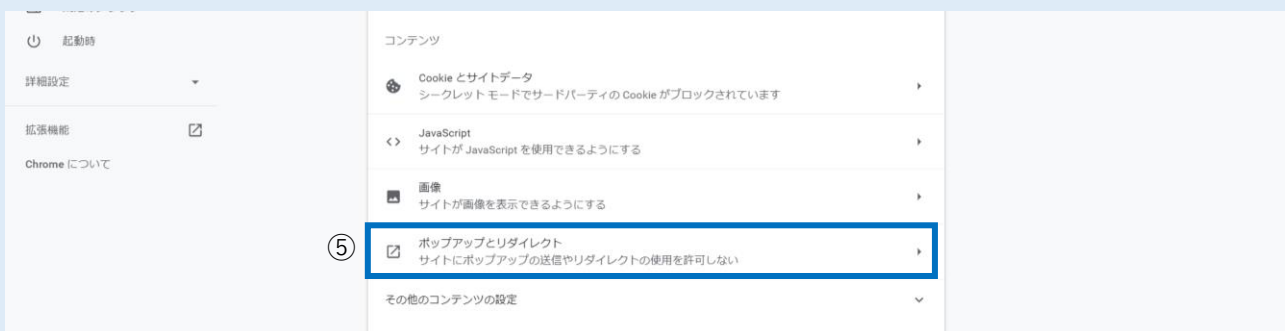 起動時
詳細設定
拡張機能
Chrome について
コンテンツ
Cookie とサイトデータ
シークレット モードでサードパーティの Cookie がブロックされています
JavaScript
サイトが JavaScript を使用できるようにする
画像
サイトが画像を表示できるようにする
⑤
ポップアップとリダイレクト
サイトにポップアップの送信やリダイレクトの使用を許可しない
その他のコンテンツの設定